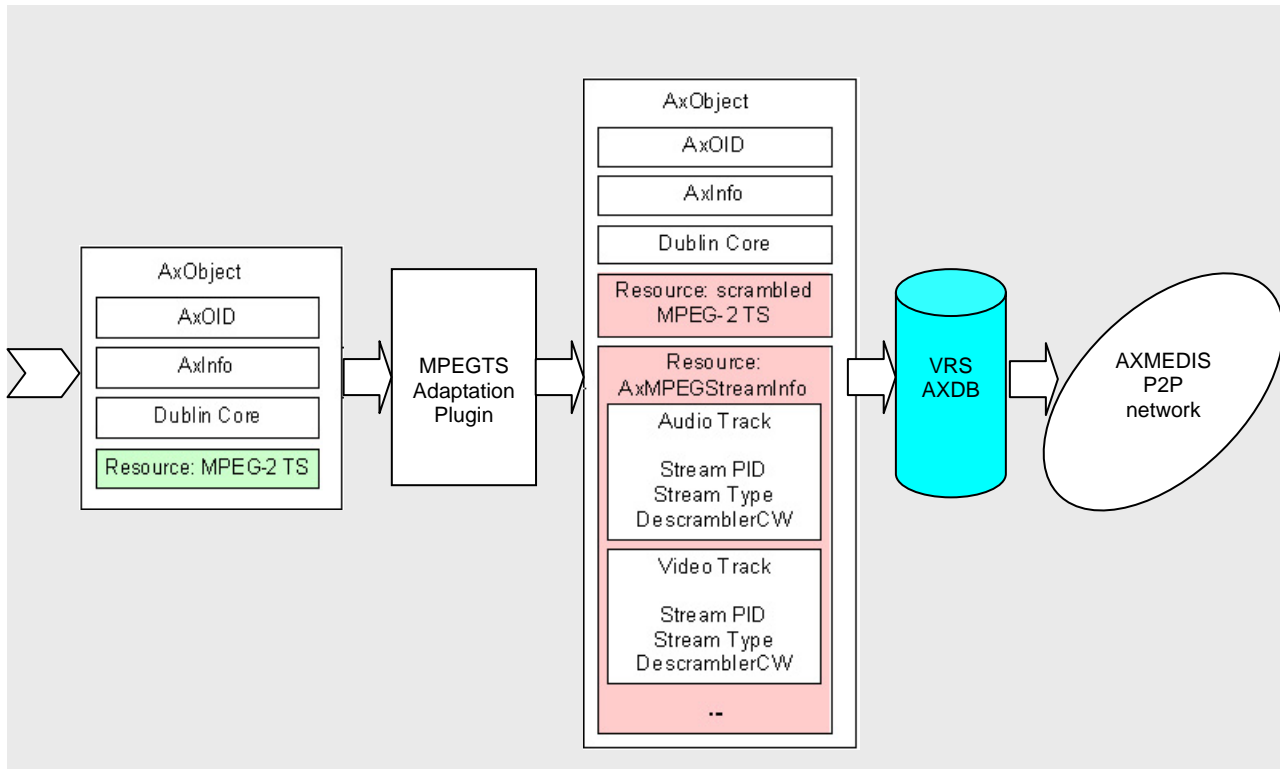 AxObject
AxOID
AxInfo
Dublin Core
Resource: MPEG-2 TS
MPEGTS
Adaptation
Plugin
AxObject
AxOID
AxInfo
Dublin Core
Resource: scrambled
MPEG-2 TS
Resource:
AxMPEGStreamInfo
Audio Track
Stream PID
Stream Type
DescramblerCW
Video Track
Stream PID
Stream Type
DescramblerCW
...
VRS
AXDB
AXMEDIS
P2P
network